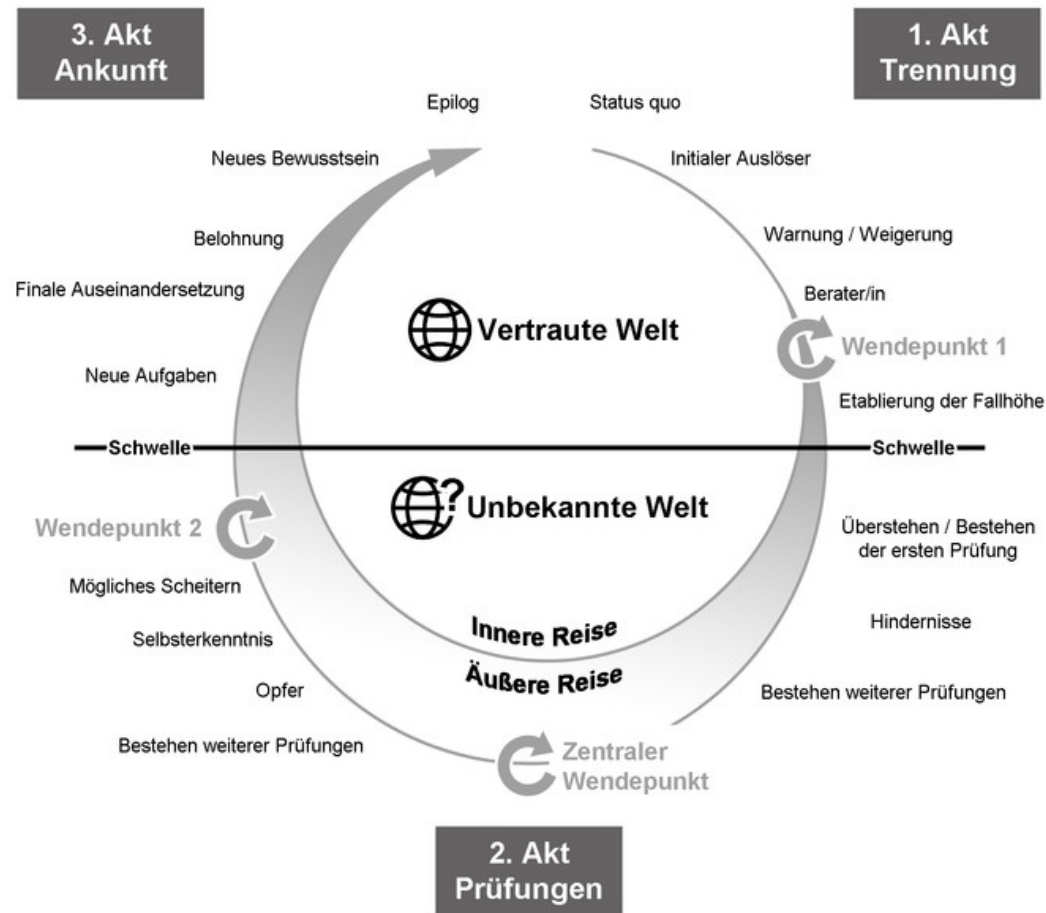 3. Akt
Ankunft
1. Akt
Trennung
Epilog
Status quo
Neues Bewusstsein
Initialer Auslöser
Belohnung
Warnung / Weigerung
Finale Auseinandersetzung
Berater/in
Vertraute Welt
Wendepunkt 1
Neue Aufgaben
Etablierung der Fallhöhe
Schwelle
Schwelle
?
Unbekannte Welt
Wendepunkt 2
Überstehen / Bestehen
der ersten Prüfung
Mögliches Scheitern
Hindernisse
Selbsterkenntnis
Innere Reise
Äußere Reise
Opfer
Bestehen weiterer Prüfungen
Bestehen weiterer Prüfungen
Zentraler
Wendepunkt
2. Akt
Prüfungen